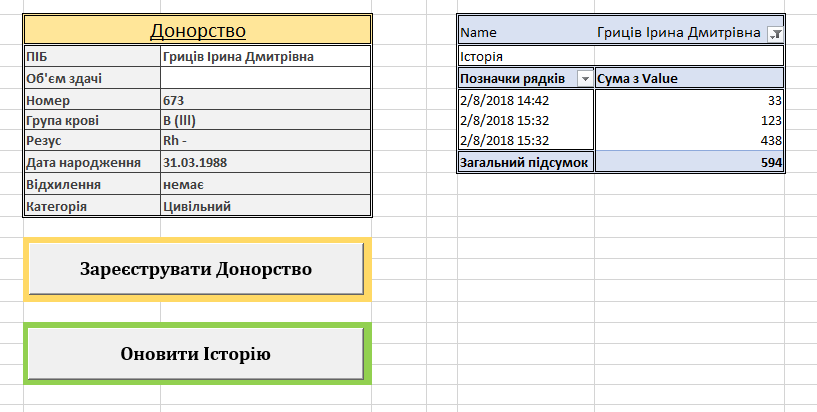 Донорство
ПІБ Гриців Ірина Дмитрівна
Об'єм здачі
Номер 673
Група крові B (III)
Резус Rh -
Дата народження 31.03.1988
Відхилення немає
Категорія Цивільний
Зареєструвати Донорство
Оновити Історію
Name Гриців Ірина Дмитрівна
Історія
Позначки рядків Сума з Value
2/8/2018 14:42 33
2/8/2018 15:32 123
2/8/2018 15:32 438
Загальний підсумок 594